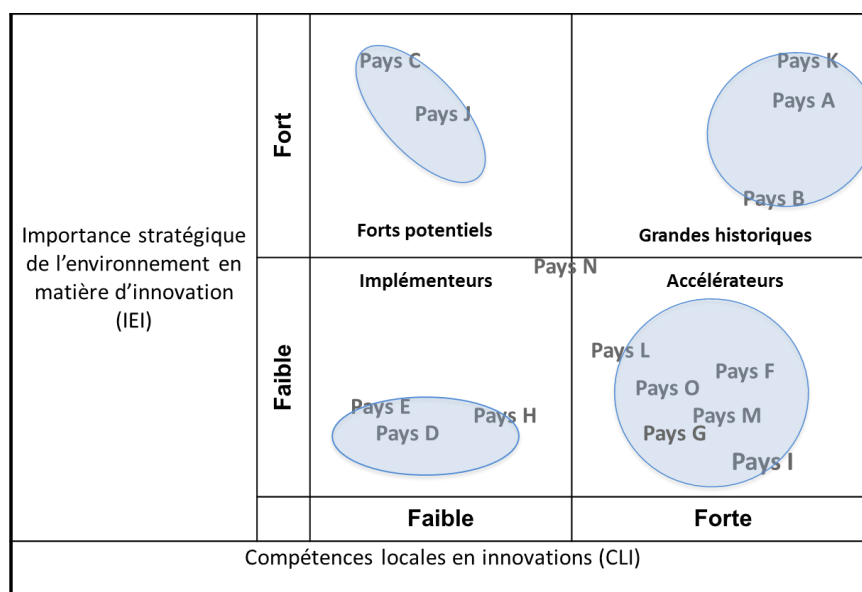 Importance stratégique
de l'environnement en
matière d'innovation
(IEI)
Fort
Pays C
Pays J
Forts potentiels
Pays K
Pays A
Pays B
Grandes historiques
Pays N
Faible
Implémenteurs
Pays E
Pays D
Pays H
Accélérateurs
Pays L
Pays F
Pays O
Pays M
Pays G
Pays I
Faible
Forte
Compétences locales en innovations (CLI)